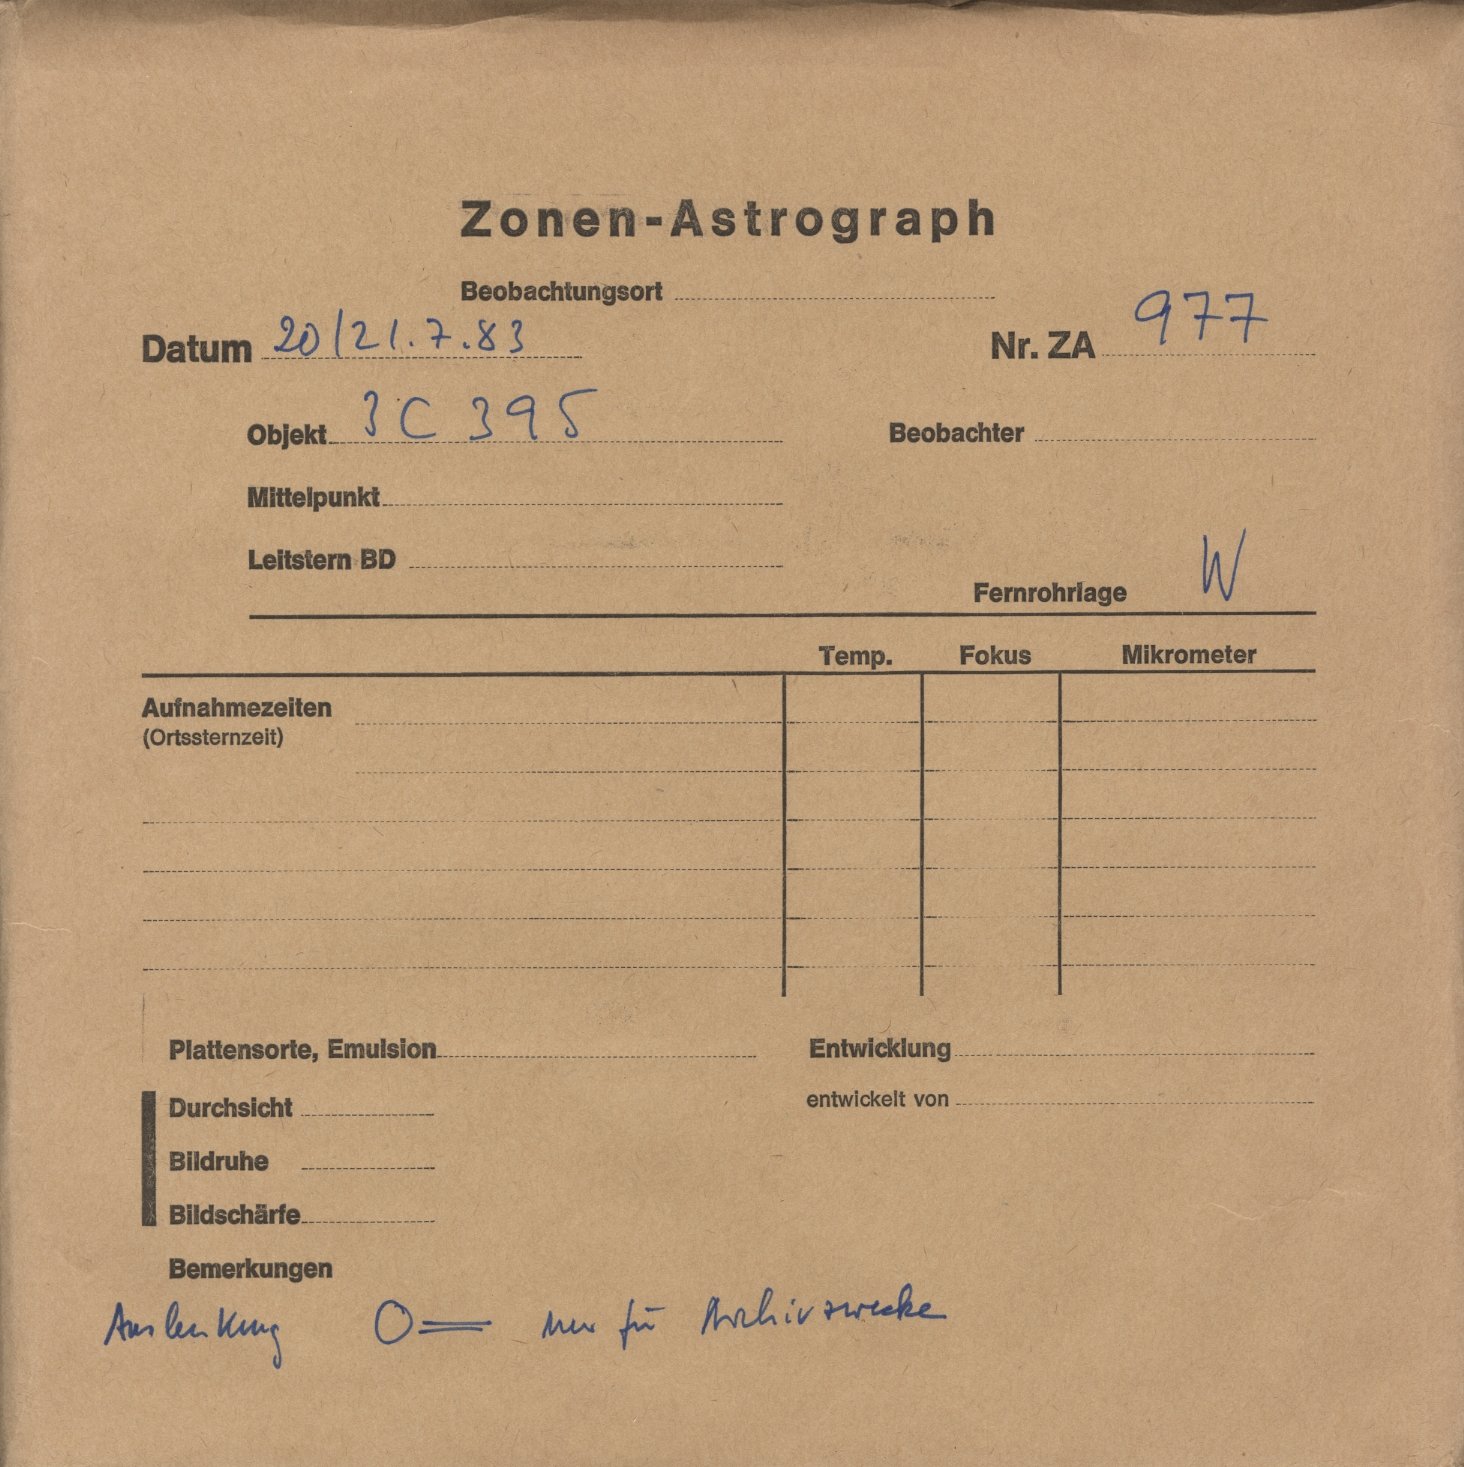 Zonen-Astrograph
Beobachtungsort
Datum 20/21.7.83 Nr. ZA 977
Objekt 3C 395 Beobachter
Mittelpunkt
Leitstern BD
Fernrohrlage W
Temp. Fokus Mikrometer
Aufnahmezeiten
(Ortssternzeit)
Plattensorte, Emulsion Entwicklung
Durchsicht entwickelt von
Bildruhe
Bildschärfe
Bemerkungen
Auslenkung O= nur für Archivzwecke